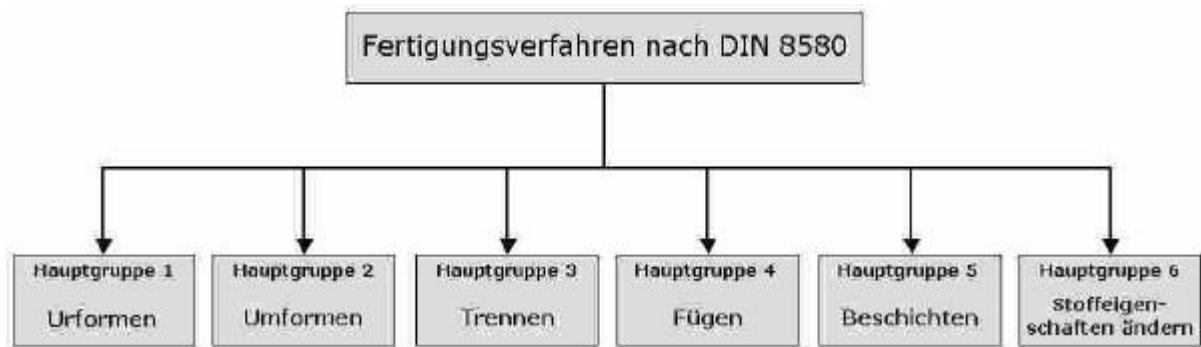 Fertigungsverfahren nach DIN 8580
Hauptgruppe 1
Urformen
Hauptgruppe 2
Umformen
Hauptgruppe 3
Trennen
Hauptgruppe 4
Fügen
Hauptgruppe 5
Beschichten
Hauptgruppe 6
Stoffeigen-
schaften ändern